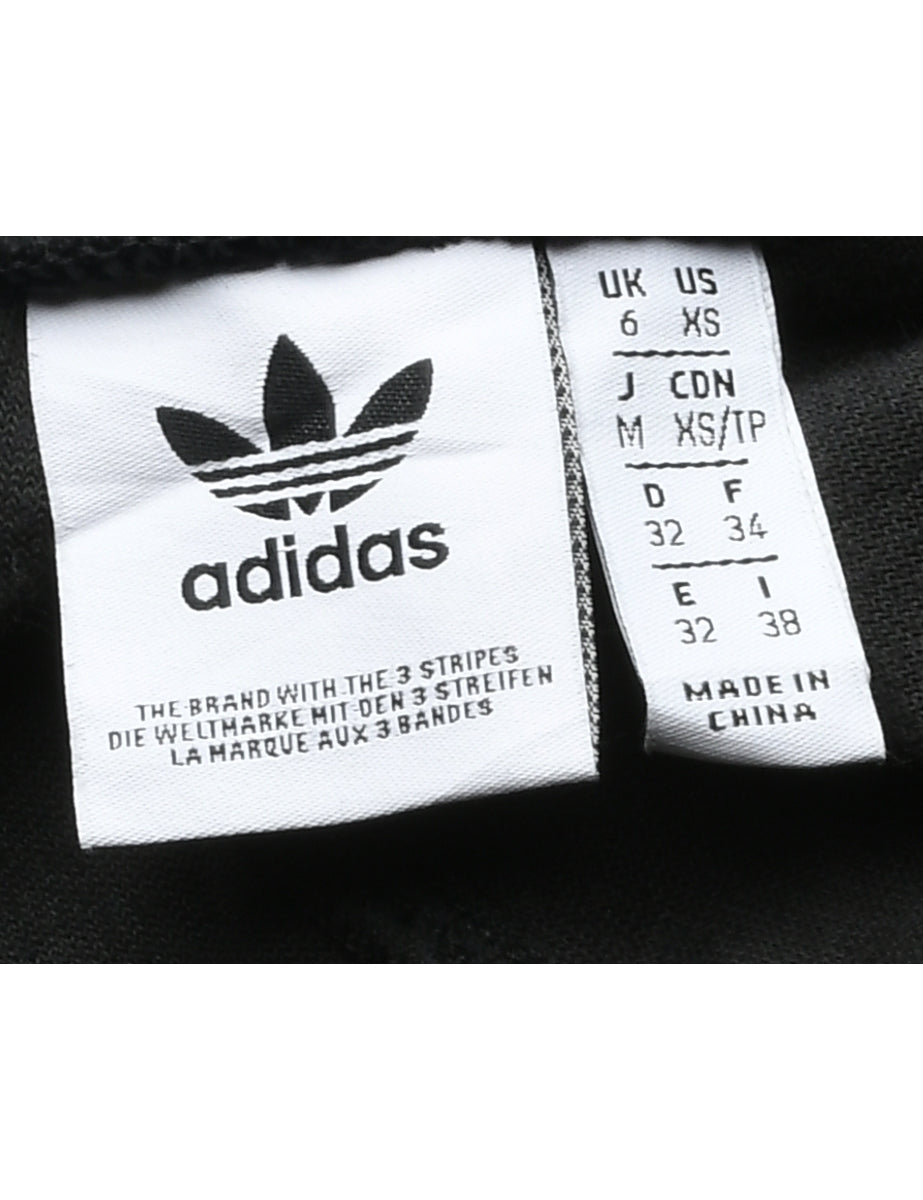 adidas
THE BRAND WITH THE 3 STRIPES
DIE WELTMARKE MIT DEN 3 STREIFEN
LA MARQUE AUX 3 BANDES
UK US
6 XS
J CDN
M XS/TP
D F
32 34
E I
32 38
MADE IN
CHINA